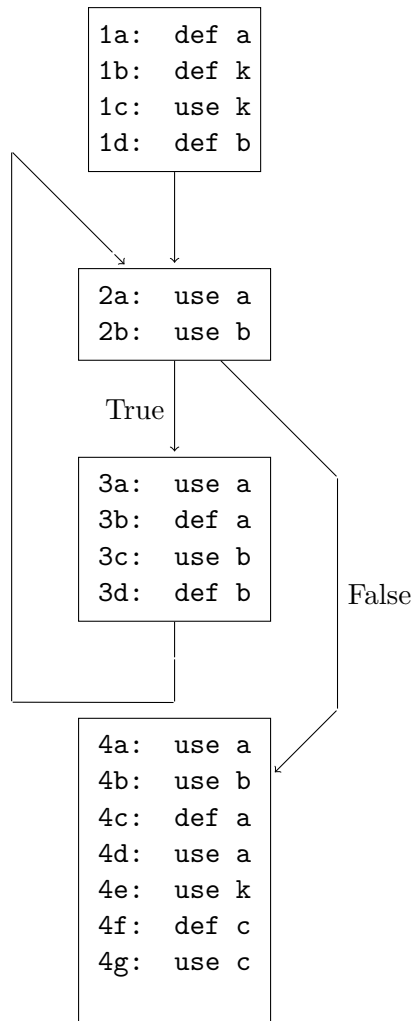 1a: def a
1b: def k
1c: use k
1d: def b
2a: use a
2b: use b
True
3a: use a
3b: def a
3c: use b
3d: def b
False
4a: use a
4b: use b
4c: def a
4d: use a
4e: use k
4f: def c
4g: use c